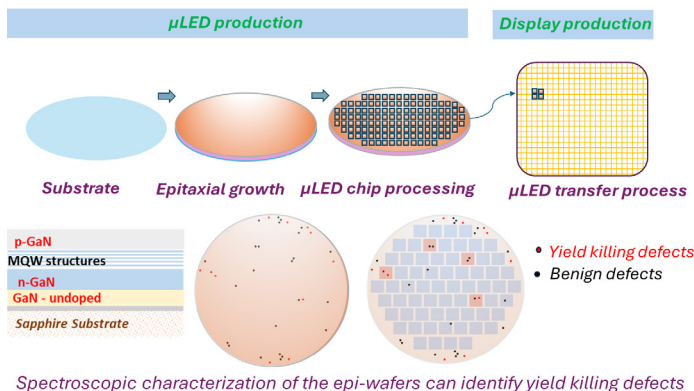 μLED production
Display production
Substrate
Epitaxial growth
μLED chip processing
μLED transfer process
p-GaN
MQW structures
n-GaN
GaN - undoped
Sapphire Substrate
Yield killing defects
Benign defects
Spectroscopic characterization of the epi-wafers can identify yield killing defects